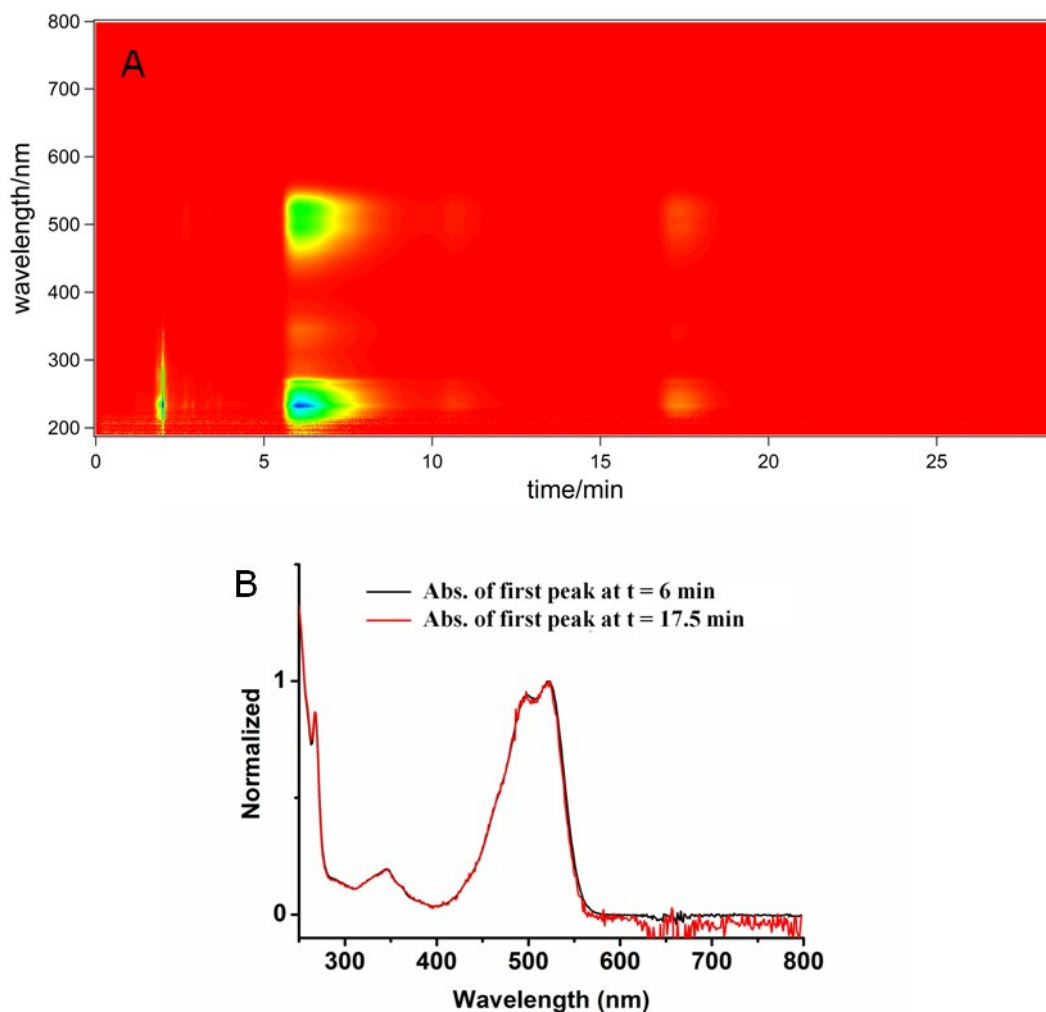 A
800
700
600
500
400
300
200
wavelength/nm
0 5 10 15 20 25
time/min
B
Abs. of first peak at t = 6 min
Abs. of first peak at t = 17.5 min
1
0
Normalized
300 400 500 600 700 800
Wavelength (nm)